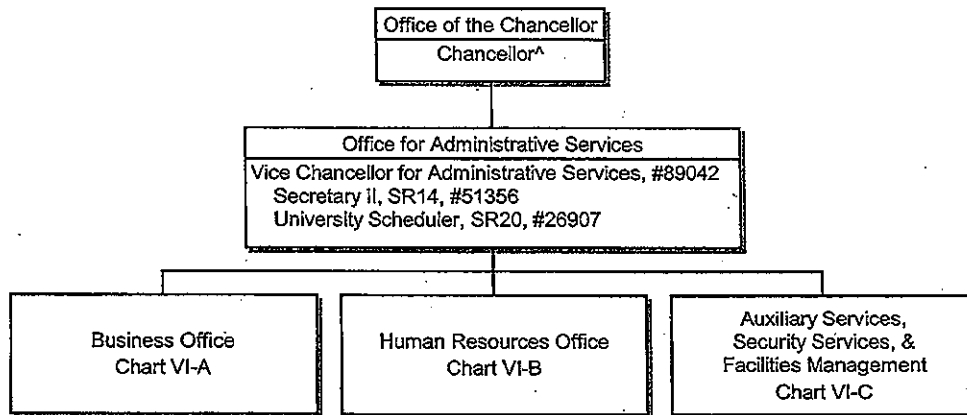 Office of the Chancellor
Chancellor^
Office for Administrative Services
Vice Chancellor for Administrative Services, #89042
Secretary II, SR14, #51356
University Scheduler, SR20, #26907
Business Office
Chart VI-A
Human Resources Office
Chart VI-B
Auxiliary Services,
Security Services, &
Facilities Management
Chart VI-C